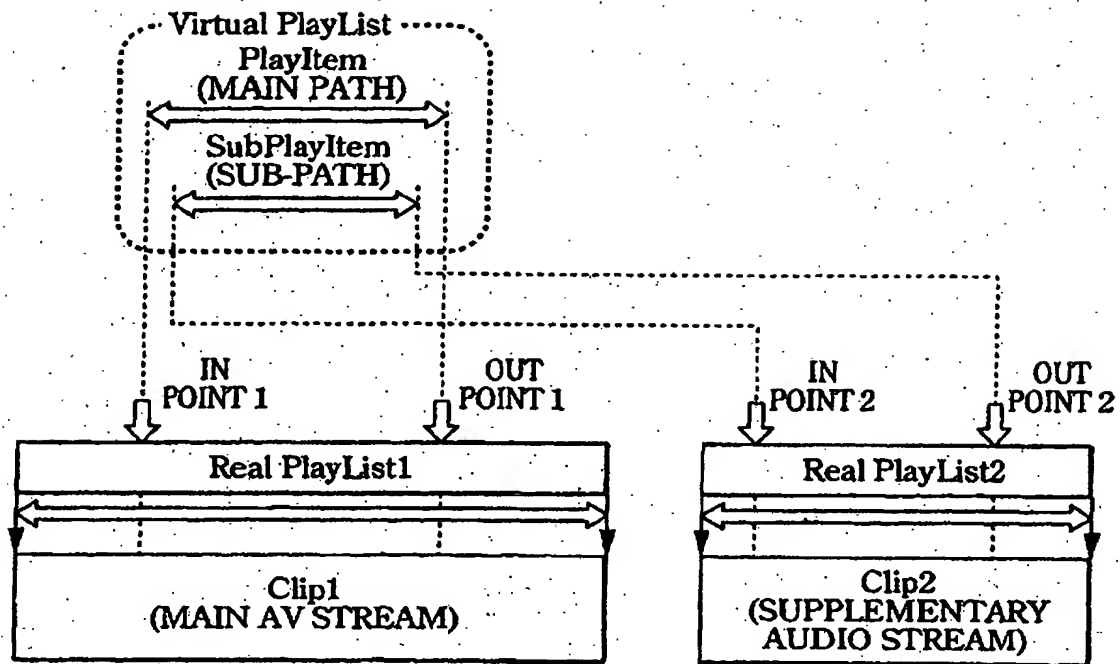 Virtual PlayList
PlayItem
(MAIN PATH)
SubPlayItem
(SUB-PATH)
IN
POINT 1
OUT
POINT 1
IN
POINT 2
OUT
POINT 2
Real PlayList1
Real PlayList2
Clip1
(MAIN AV STREAM)
Clip2
(SUPPLEMENTARY
AUDIO STREAM)